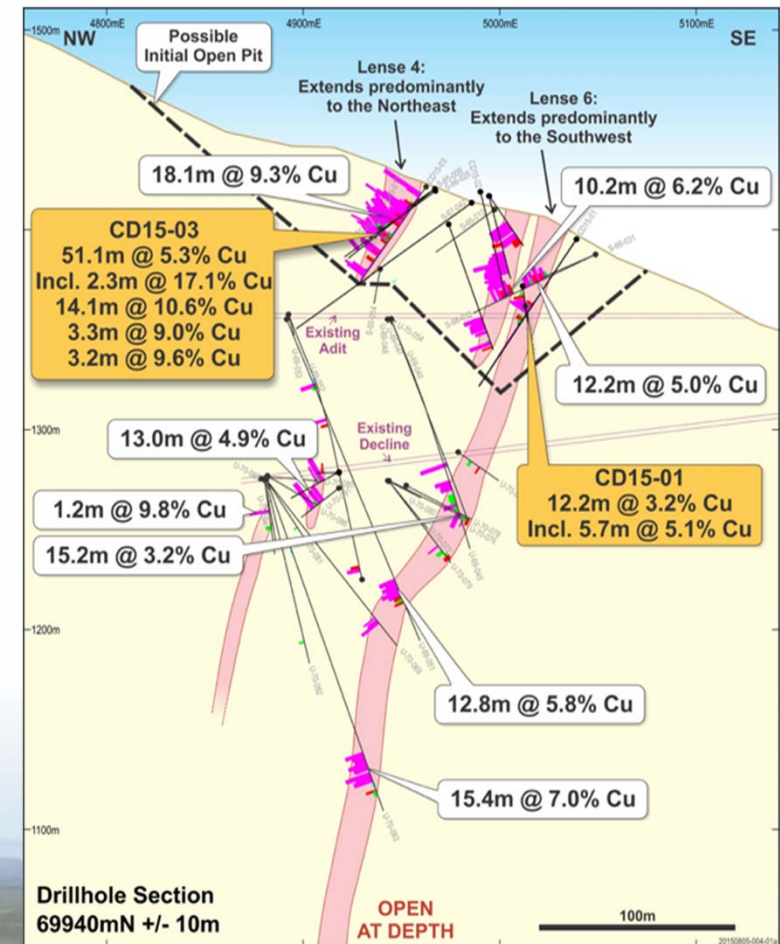 4800mE
4900mE
5000mE
5100mE
1500m
NW
SE
Possible
Initial Open Pit
Lense 4:
Extends predominantly
to the Northeast
Lense 6:
Extends predominantly
to the Southwest
18.1m @ 9.3% Cu
10.2m @ 6.2% Cu
CD15-03
51.1m @ 5.3% Cu
Incl. 2.3m @ 17.1% Cu
14.1m @ 10.6% Cu
3.3m @ 9.0% Cu
3.2m @ 9.6% Cu
Existing
Adit
12.2m @ 5.0% Cu
1300m
13.0m @ 4.9% Cu
Existing
Decline
CD15-01
12.2m @ 3.2% Cu
Incl. 5.7m @ 5.1% Cu
1.2m @ 9.8% Cu
15.2m @ 3.2% Cu
1200m
12.8m @ 5.8% Cu
15.4m @ 7.0% Cu
1100m
Drillhole Section
69940mN +/- 10m
OPEN
AT DEPTH
100m